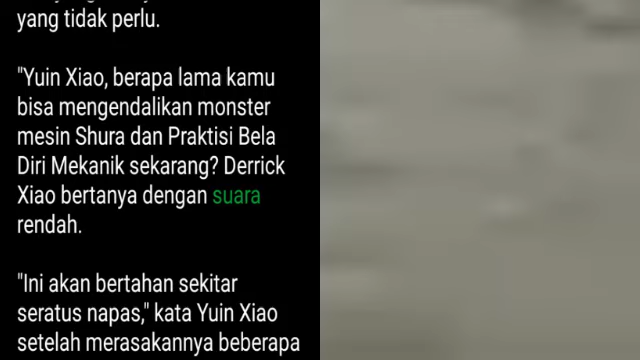 yang tidak perlu.
"Yuin Xiao, berapa lama kamu
bisa mengendalikan monster
mesin Shura dan Praktisi Bela
Diri Mekanik sekarang? Derrick
Xiao bertanya dengan suara
rendah.
"Ini akan bertahan sekitar
seratus napas," kata Yuin Xiao
setelah merasakannya beberapa